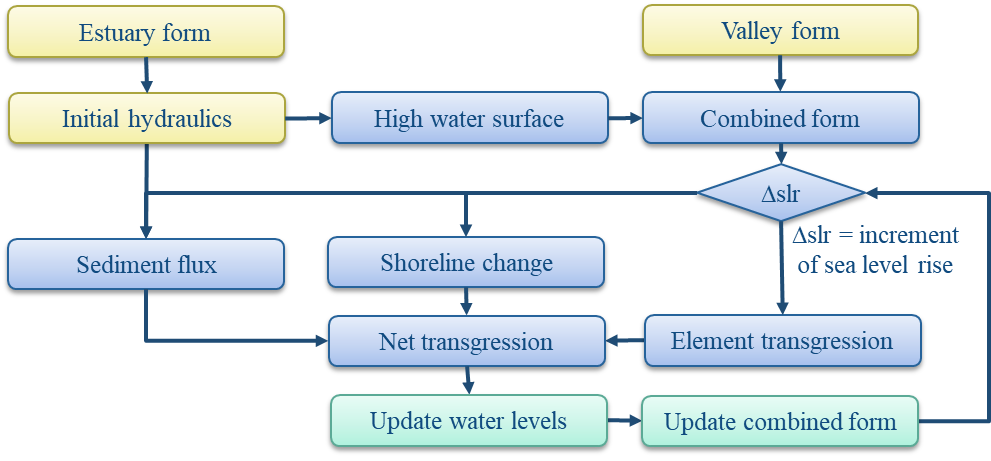 Estuary form
Valley form
Initial hydraulics
High water surface
Combined form
Δslr
Δslr = increment
of sea level rise
Sediment flux
Shoreline change
Net transgression
Element transgression
Update water levels
Update combined form